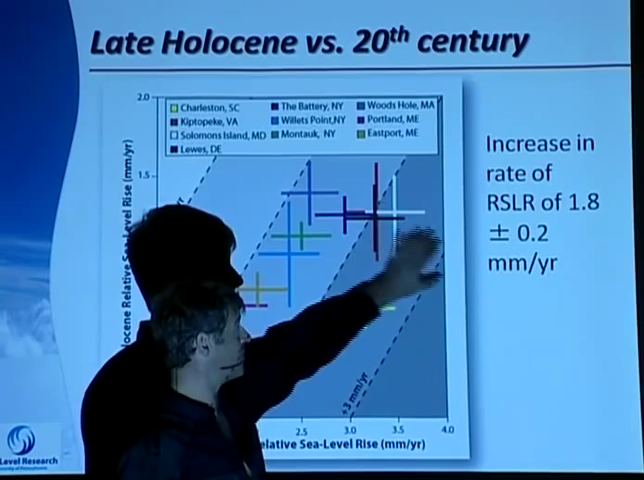 Late Holocene vs. 20th century
2.0
1.5
Charleston, SC
Kiptopeke, VA
Solomons Island, MD
Lewes, DE
The Battery, NY
Willets Point,NY
Montauk, NY
Woods Hole, MA
Portland, ME
Eastport, ME
ocene Relative Sea-Level Rise (mm/yr)
+3 mm/yr
2.5 3.0 3.5 4.0
elative Sea-Level Rise (mm/yr)
Increase in
rate of
RSLR of 1.8
± 0.2
mm/yr
Level Research